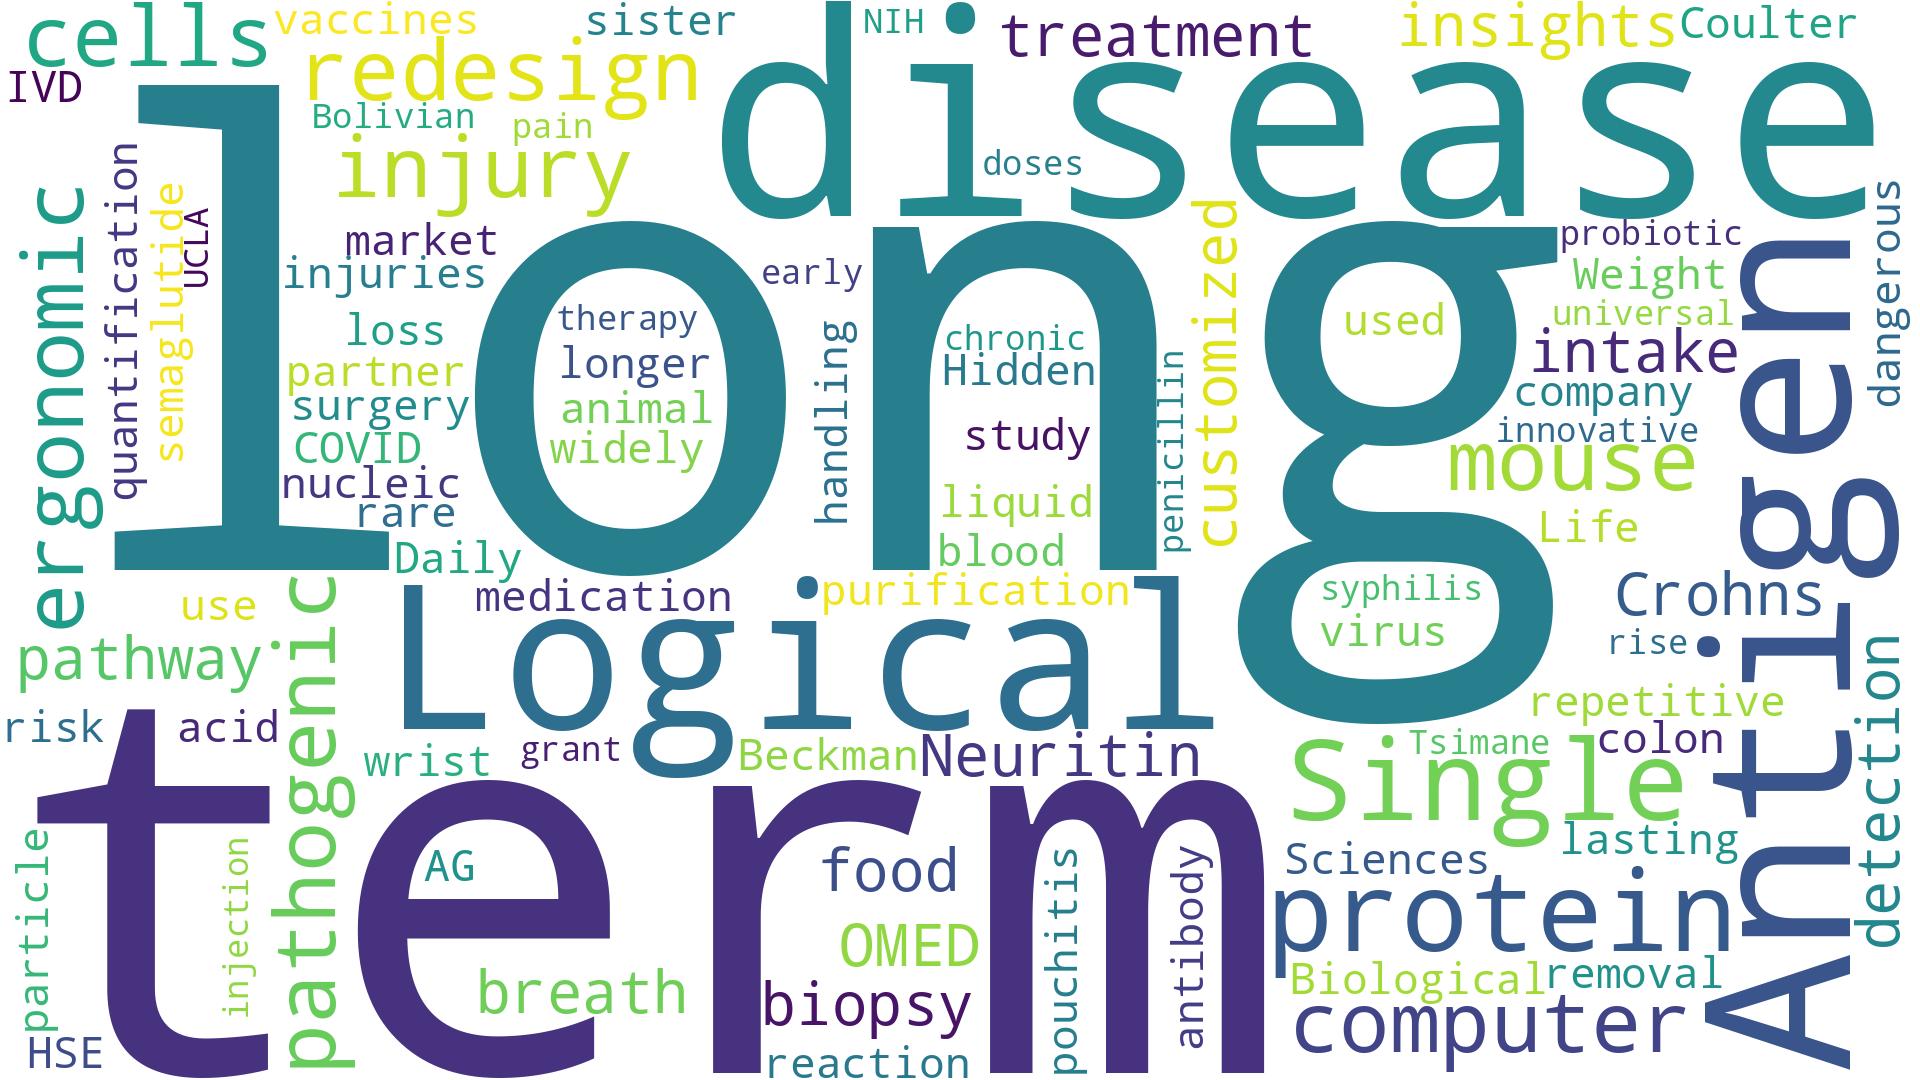 cells
vaccines
sister
NIH
disease
treatment
insights
Coulter
IVD
redesign
Bolivian
pain
injury
doses
long
ergonomic
quantification
semaglutide
UCLA
market
injuries
early
customized
probiotic
Weight
universal
dangerous
loss
therapy
longer
handling
chronic
Hidden
used
intake
partner
animal
company
surgery
widely
study
penicillin
innovative
COVID
mouse
nucleic
liquid
rare
Life
Daily
blood
Antigen
use
medication
purification
syphilis
Crohns
pathway
pathogenic
Logical
virus
rise
repetitive
risk
acid
wrist
grant
Beckman
Neuritin
Single
Tsimane
colon
detection
term
lasting
particle
injection
AG
food
pouchitis
antibody
Sciences
protein
OMED
breath
biopsy
Biological
removal
HSE
reaction
computer